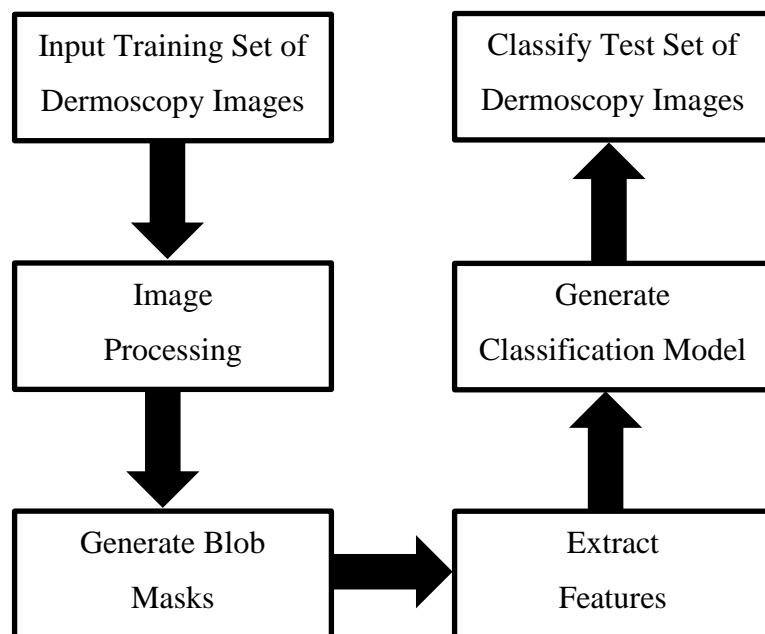 Input Training Set of
Dermoscopy Images
Image
Processing
Generate Blob
Masks
Extract
Features
Generate
Classification Model
Classify Test Set of
Dermoscopy Images